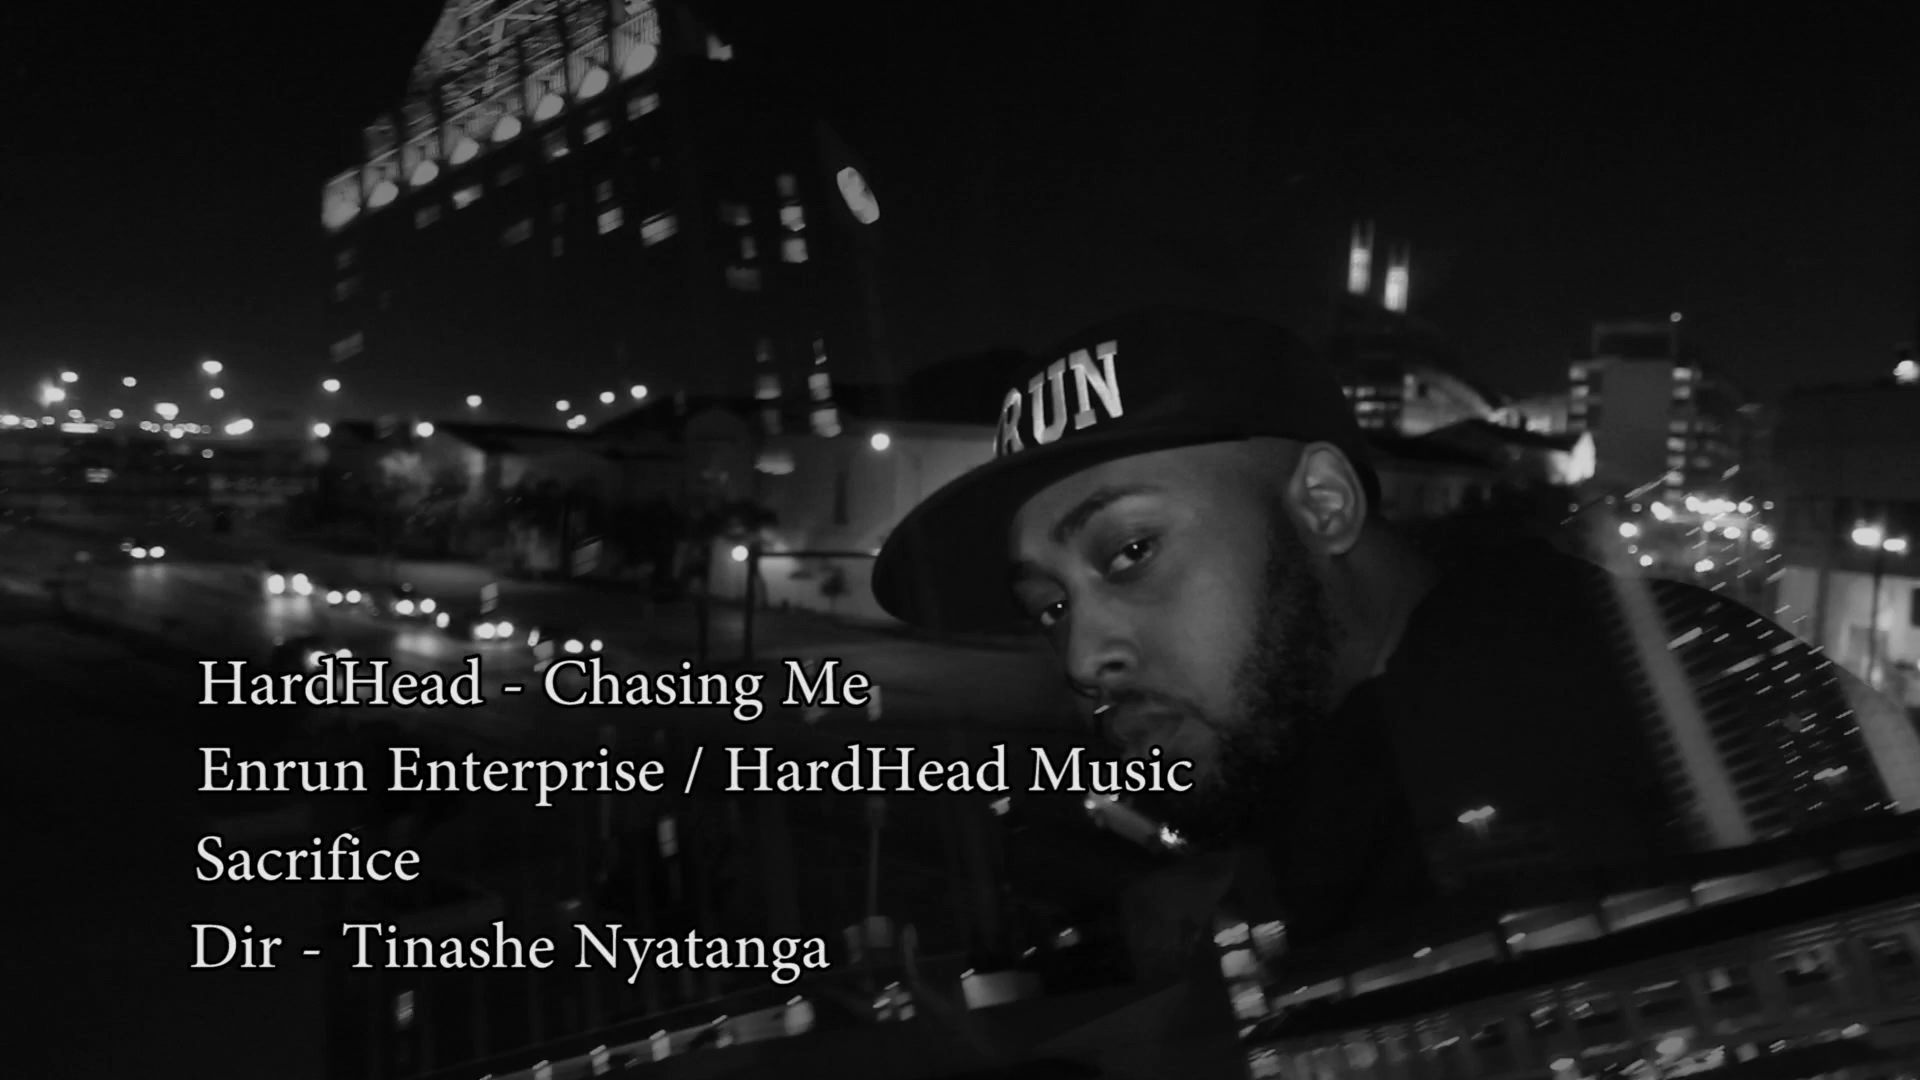 RUN
HardHead - Chasing Me
Enrun Enterprise / HardHead Music
Sacrifice
Dir - Tinashe Nyatanga